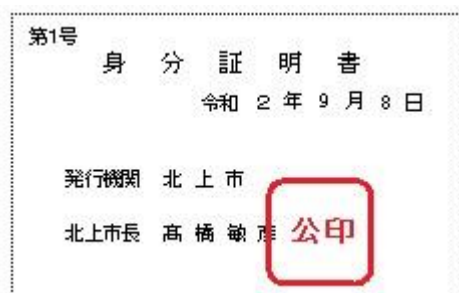 第1号
身 分 証 明 書
令和 2 年 9 月 8 日
発行機関 北 上 市
北上市長 髙 橋 敏
公印